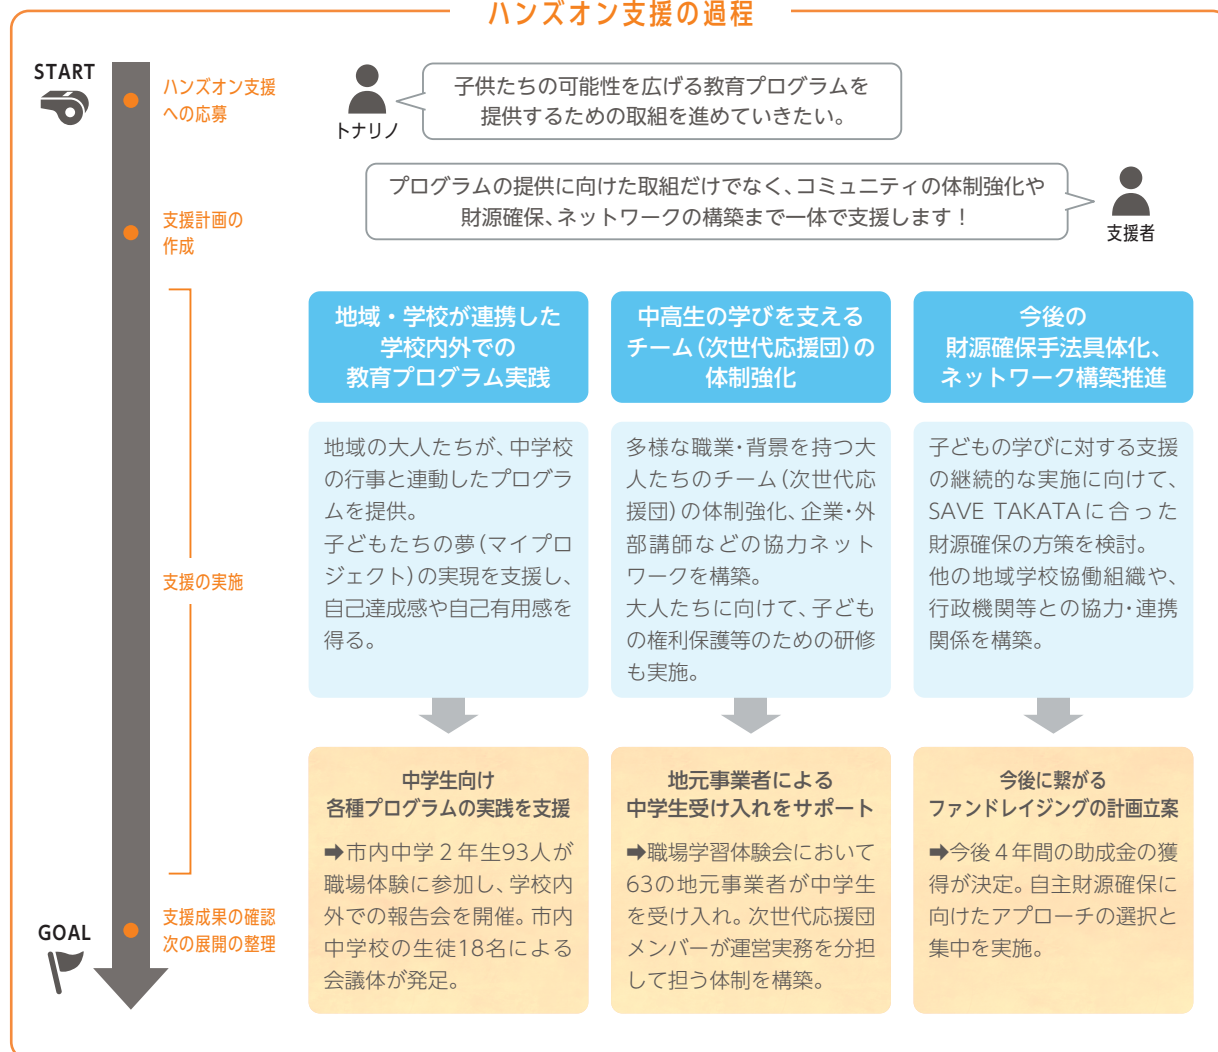 ハンズオン支援の過程
START
ハンズオン支援
への応募
トナリノ
子供たちの可能性を広げる教育プログラムを
提供するための取組を進めていきたい。
プログラムの提供に向けた取組だけでなく、コミュニティの体制強化や
財源確保、ネットワークの構築まで一体で支援します！
支援者
支援計画の
作成
支援の実施
地域・学校が連携した
学校内外での
教育プログラム実践
地域の大人たちが、中学校
の行事と連動したプログラ
ムを提供。
子どもたちの夢（マイプロ
ジェクト）の実現を支援し、
自己達成感や自己有用感を
得る。
中学生向け
各種プログラムの実践を支援
➡市内中学２年生93人が
職場体験に参加し、学校内
外での報告会を開催。市内
中学校の生徒18名による
会議体が発足。
中高生の学びを支える
チーム（次世代応援団）の
体制強化
多様な職業・背景を持つ大
人たちのチーム（次世代応
援団）の体制強化、企業・外
部講師などの協力ネット
ワークを構築。
大人たちに向けて、子ども
の権利保護等のための研修
も実施。
地元事業者による
中学生受け入れをサポート
➡職場学習体験会において
63の地元事業者が中学生
を受け入れ。次世代応援団
メンバーが運営実務を分担
して担う体制を構築。
今後の
財源確保手法具体化、
ネットワーク構築推進
子どもの学びに対する支援
の継続的な実施に向けて、
SAVE TAKATAに合った
財源確保の方策を検討。
他の地域学校協働組織や、
行政機関等との協力・連携
関係を構築。
今後に繋がる
ファンドレイジングの計画立案
➡今後４年間の助成金の獲
得が決定。自主財源確保に
向けたアプローチの選択と
集中を実施。
GOAL
支援成果の確認
次の展開の整理